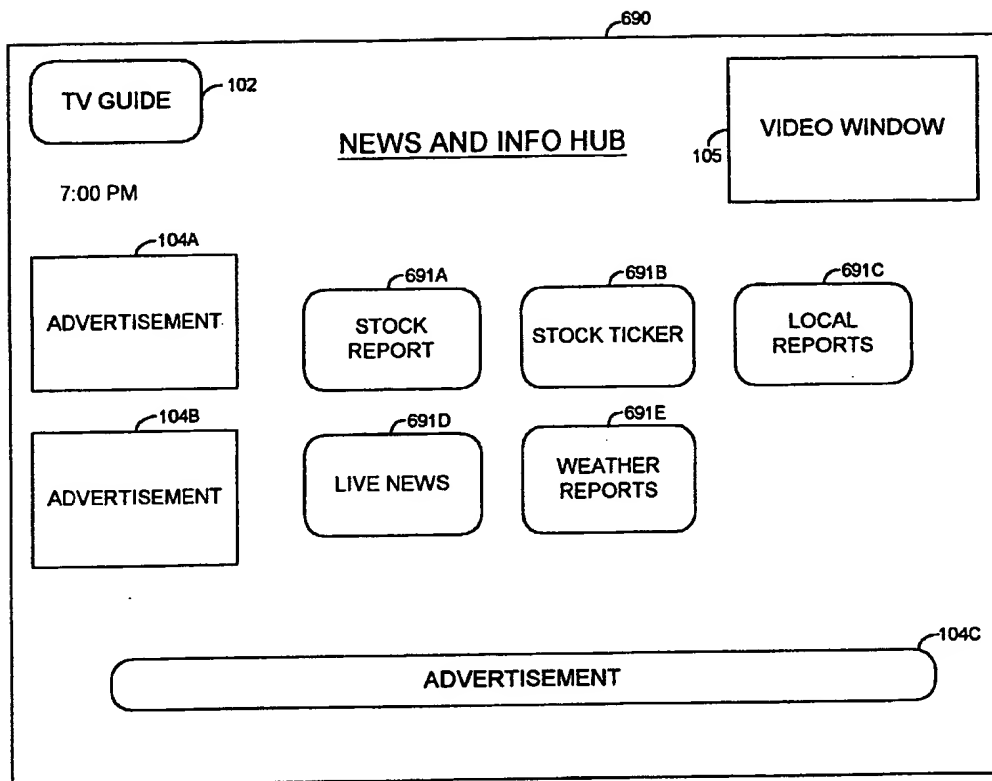 690
TV GUIDE
102
NEWS AND INFO HUB
105
VIDEO WINDOW
7:00 PM
104A
ADVERTISEMENT
691A
STOCK
REPORT
691B
STOCK TICKER
691C
LOCAL
REPORTS
104B
ADVERTISEMENT
691D
LIVE NEWS
691E
WEATHER
REPORTS
104C
ADVERTISEMENT